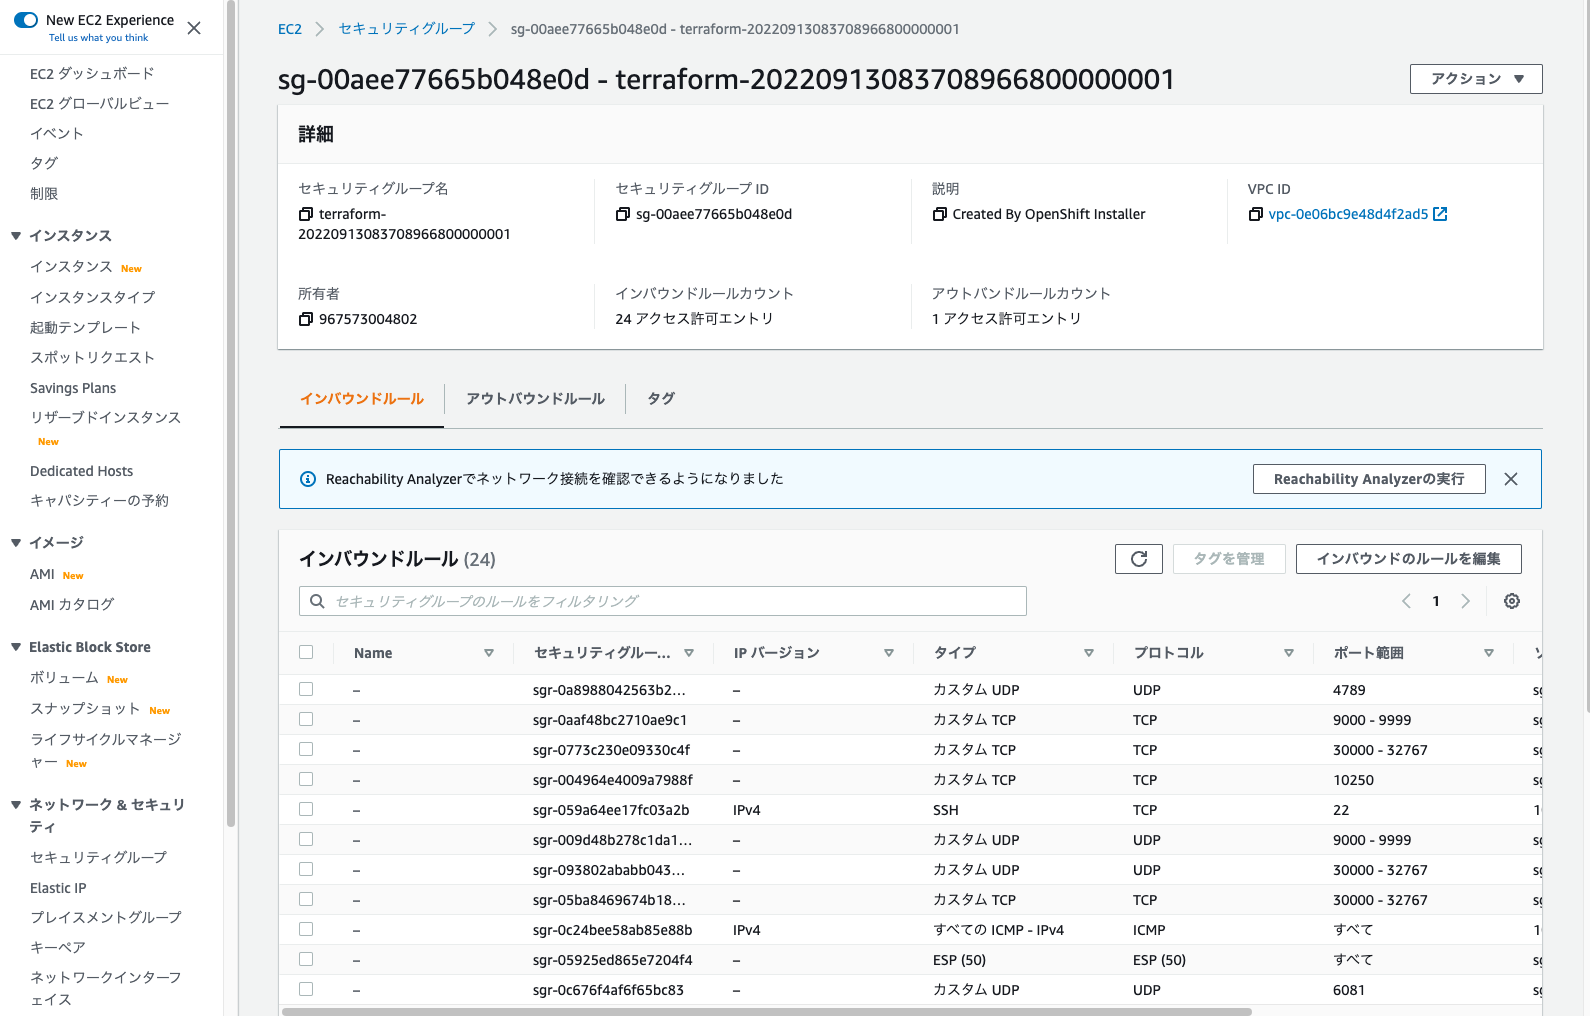 New EC2 Experience
Tell us what you think
EC2 ダッシュボード
EC2 グローバルビュー
イベント
タグ
制限
インスタンス
インスタンス New
インスタンスタイプ
起動テンプレート
スポットリクエスト
Savings Plans
リザーブドインスタンス
New
Dedicated Hosts
キャパシティーの予約
イメージ
AMI New
AMI カタログ
Elastic Block Store
ボリューム New
スナップショット New
ライフサイクルマネージ
ャー New
ネットワーク & セキュリ
ティ
セキュリティグループ
Elastic IP
プレイスメントグループ
キーペア
ネットワークインターフ
ェイス
EC2 セキュリティグループ sg-00aee77665b048e0d - terraform-20220913083708966800000001
sg-00aee77665b048e0d - terraform-20220913083708966800000001
アクション
詳細
セキュリティグループ名
terraform-
20220913083708966800000001
セキュリティグループ ID
sg-00aee77665b048e0d
説明
Created By OpenShift Installer
VPC ID
vpc-0e06bc9e48d4f2ad5
所有者
967573004802
インバウンドルールカウント
24 アクセス許可エントリ
アウトバンドルールカウント
1 アクセス許可エントリ
インバウンドルール アウトバウンドルール タグ
Reachability Analyzerでネットワーク接続を確認できるようになりました
Reachability Analyzerの実行
インバウンドルール (24)
タグを管理
インバウンドのルールを編集
セキュリティグループのルールをフィルタリング
1
Name セキュリティグルー... IP バージョン タイプ プロトコル ポート範囲
– sgr-0a8988042563b2... – カスタム UDP UDP 4789
– sgr-0aaf48bc2710ae9c1 – カスタム TCP TCP 9000 - 9999
– sgr-0773c230e09330c4f – カスタム TCP TCP 30000 - 32767
– sgr-004964e4009a7988f – カスタム TCP TCP 10250
– sgr-059a64ee17fc03a2b IPv4 SSH TCP 22
– sgr-009d48b278c1da1... – カスタム UDP UDP 9000 - 9999
– sgr-093802ababb043... – カスタム UDP UDP 30000 - 32767
– sgr-05ba8469674b18... – カスタム TCP TCP 30000 - 32767
– sgr-0c24bee58ab85e88b IPv4 すべての ICMP - IPv4 ICMP すべて
– sgr-05925ed865e7204f4 – ESP (50) ESP (50) すべて
– sgr-0c676f4af6f65bc83 – カスタム UDP UDP 6081